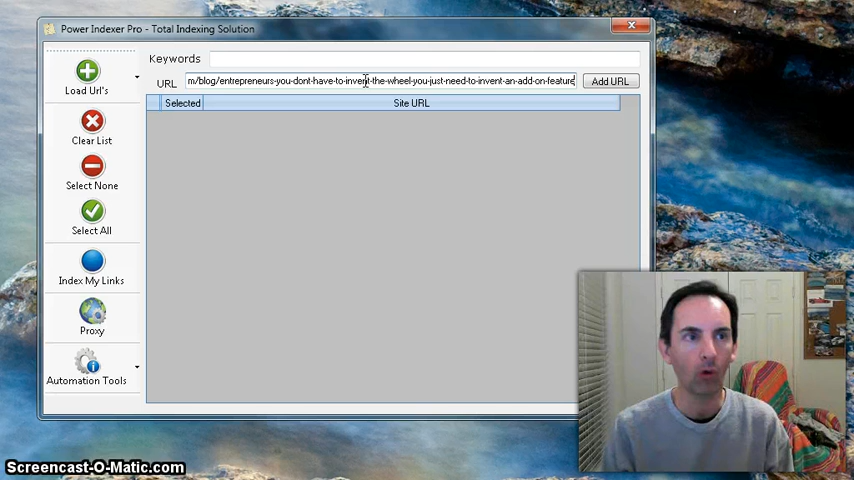 Power Indexer Pro - Total Indexing Solution
Keywords
URL
m/blog/entrepreneurs-you-dont-have-to-invent-the-wheel-you-just-need-to-invent-an-add-on-feature
Add URL
Load Url's
Selected
Site URL
Clear List
Select None
Select All
Index My Links
Proxy
Automation Tools
Screencast-O-Matic.com